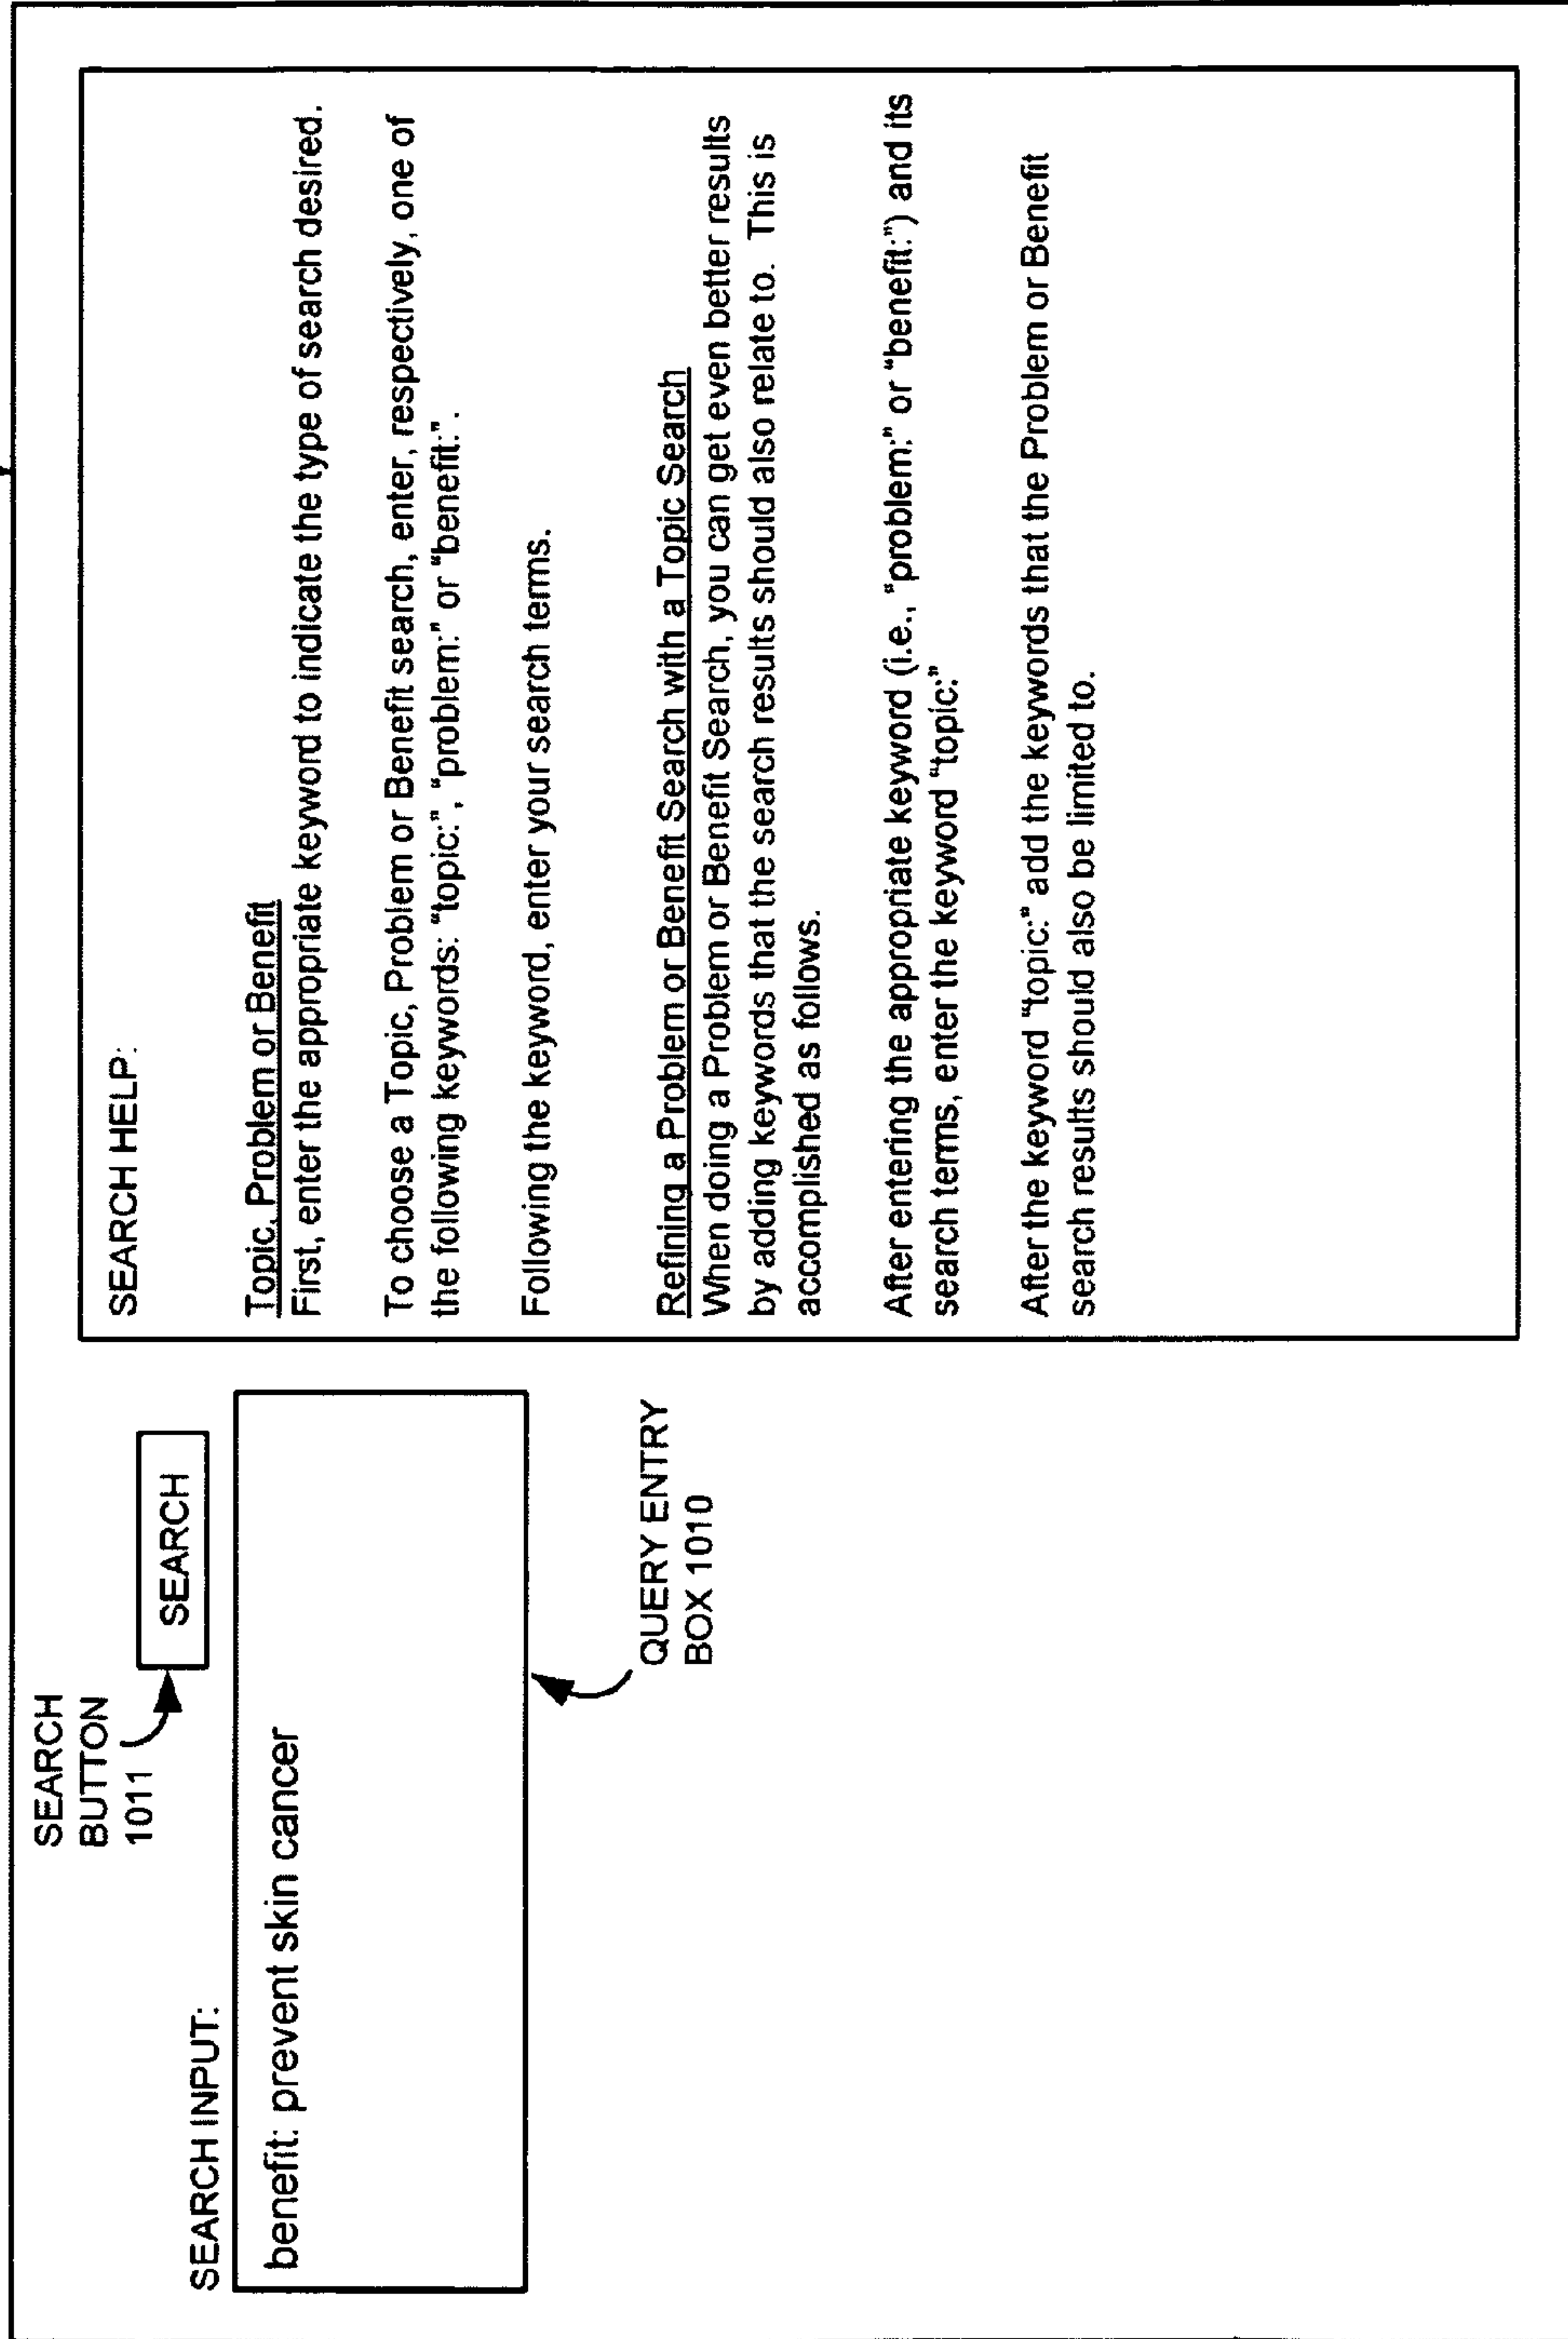 SEARCH
BUTTON
1011
SEARCH
SEARCH INPUT:
benefit: prevent skin cancer
QUERY ENTRY
BOX 1010
SEARCH HELP:
Topic, Problem or Benefit
First, enter the appropriate keyword to indicate the type of search desired.
To choose a Topic, Problem or Benefit search, enter, respectively, one of
the following keywords: "topic:", "problem:" or "benefit:".
Following the keyword, enter your search terms.
Refining a Problem or Benefit Search with a Topic Search
When doing a Problem or Benefit Search, you can get even better results
by adding keywords that the search results should also relate to. This is
accomplished as follows.
After entering the appropriate keyword (i.e., "problem:" or "benefit:") and its
search terms, enter the keyword "topic:"
After the keyword "topic:" add the keywords that the Problem or Benefit
search results should also be limited to.